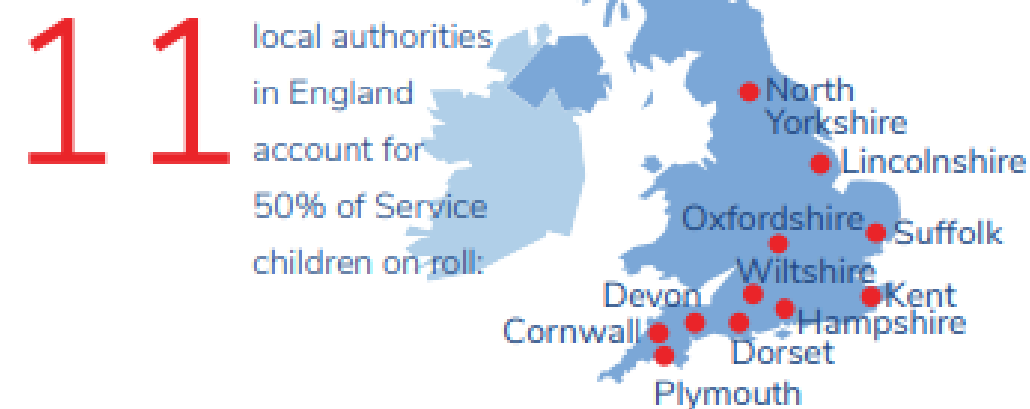 11
local authorities
in England
account for
50% of Service
children on roll:
North
Yorkshire
Lincolnshire
Oxfordshire
Suffolk
Wiltshire
Devon
Kent
Hampshire
Cornwall
Dorset
Plymouth